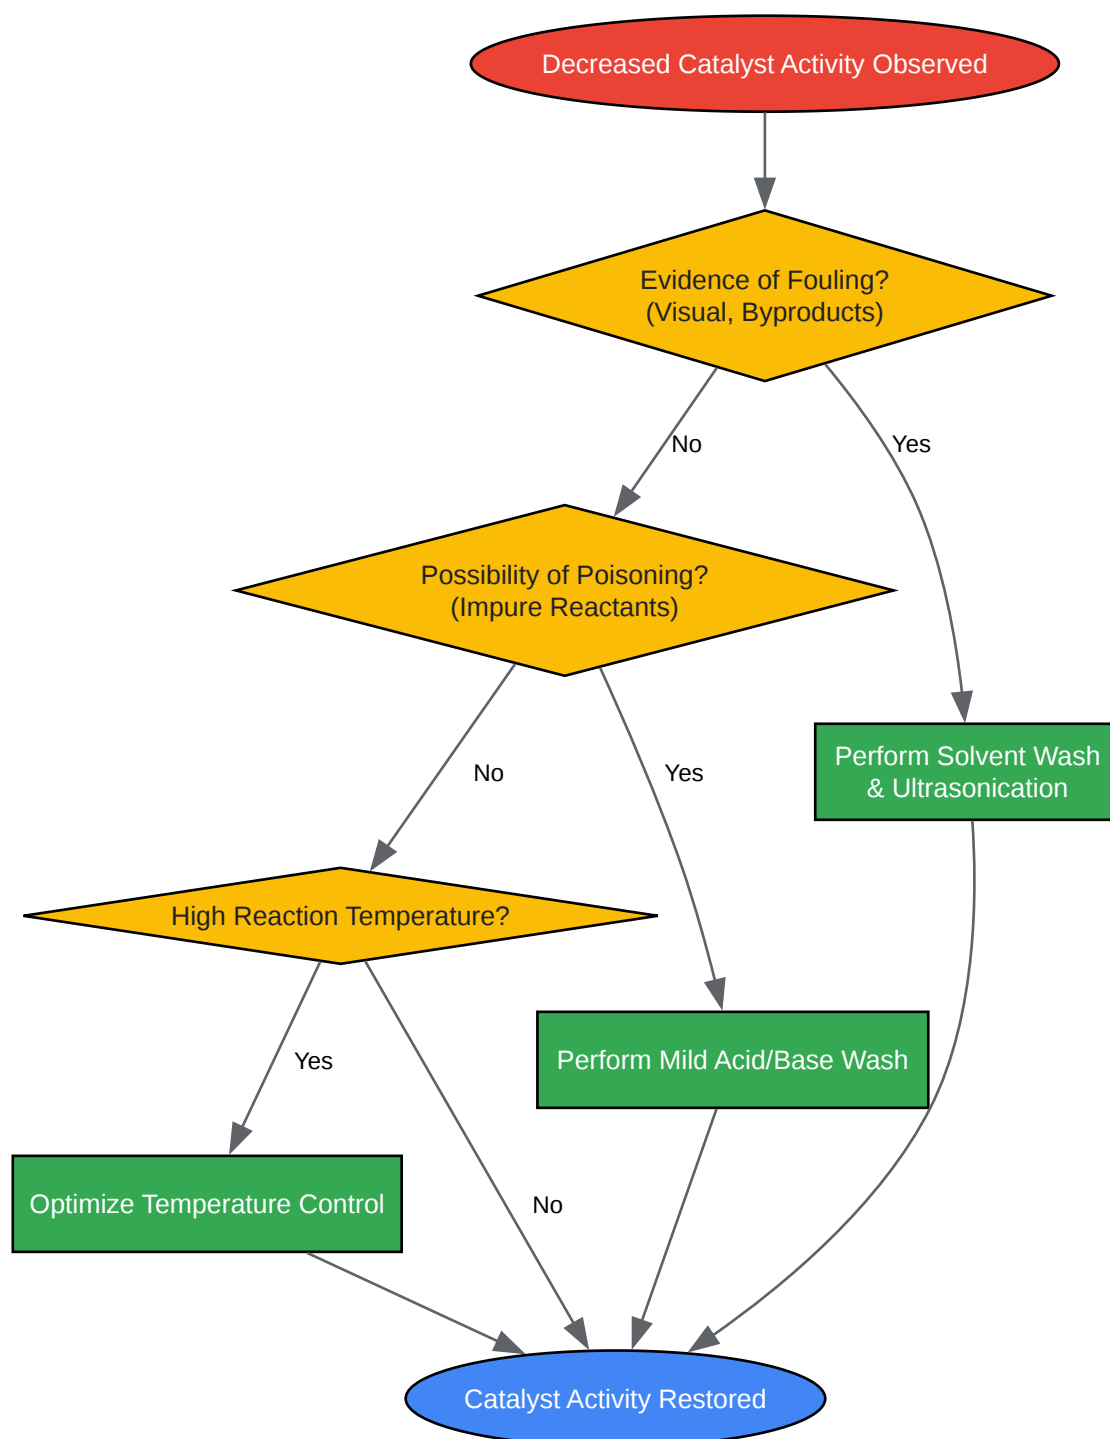 Decreased Catalyst Activity Observed
Evidence of Fouling?
(Visual, Byproducts)
No
Yes
Possibility of Poisoning?
(Impure Reactants)
No
Yes
Perform Solvent Wash
& Ultrasonication
High Reaction Temperature?
Yes
No
Perform Mild Acid/Base Wash
Optimize Temperature Control
Catalyst Activity Restored